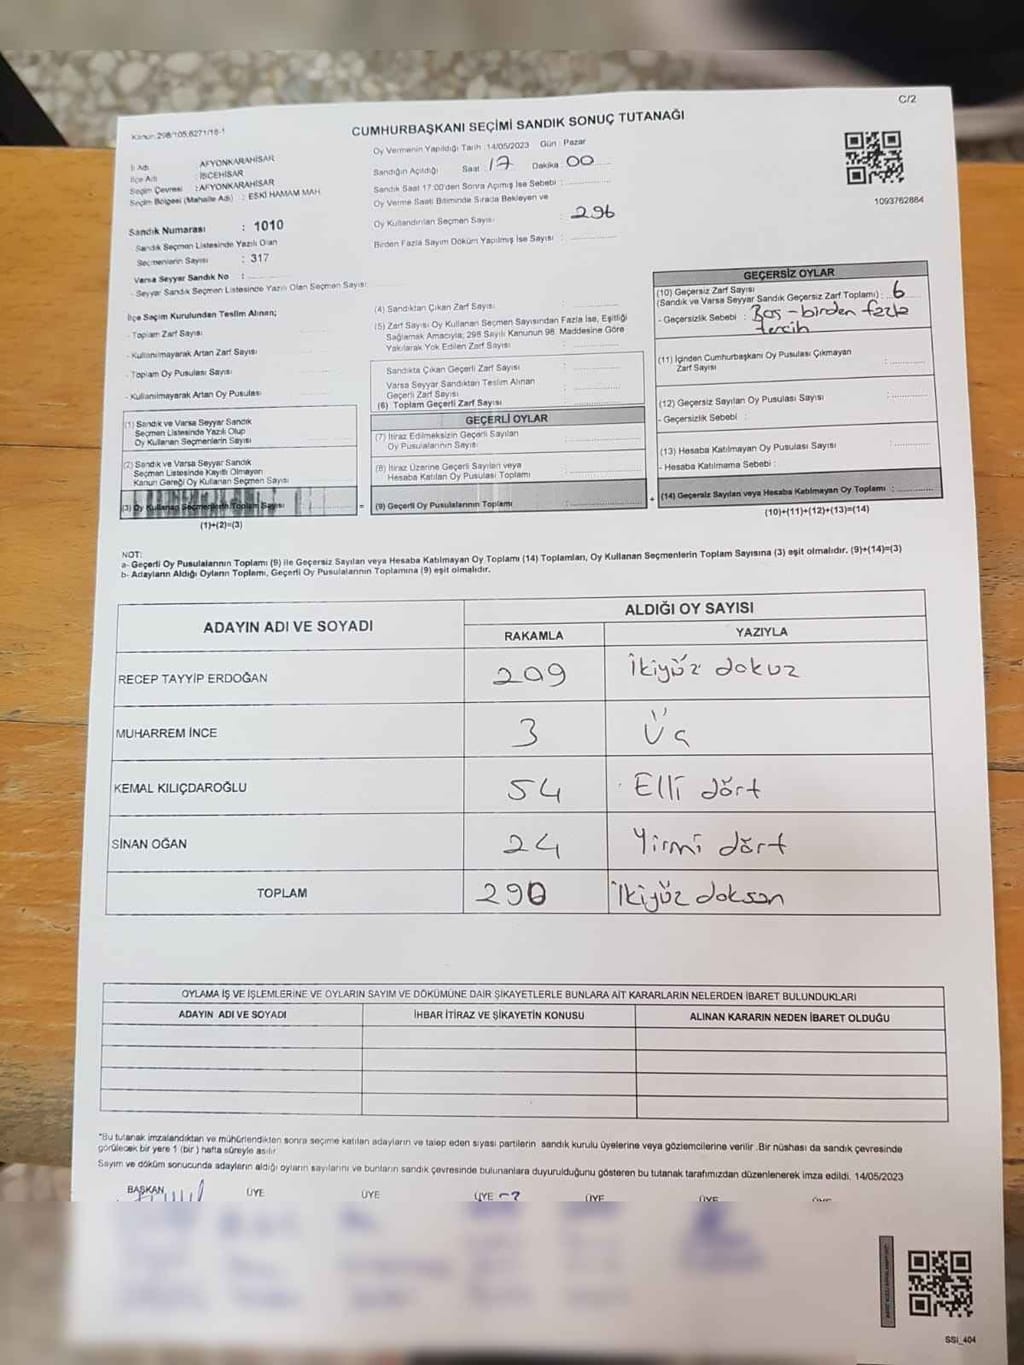 C/2
Kanun:298/105;6271/18-1
CUMHURBAŞKANI SEÇİMİ SANDIK SONUÇ TUTANAĞI
1093762884
İl Adı : AFYONKARAHİSAR
İlçe Adı : İSCEHİSAR
Seçim Çevresi : AFYONKARAHİSAR
Seçim Bölgesi (Mahalle Adı) : ESKİ HAMAM MAH
Sandık Numarası : 1010
Sandık Seçmen Listesinde Yazılı Olan
Seçmenlerin Sayısı : 317
Varsa Seyyar Sandık No :
- Seyyar Sandık Seçmen Listesinde Yazılı Olan Seçmen Sayısı:
İlçe Seçim Kurulundan Teslim Alınan;
- Toplam Zarf Sayısı
- Kullanılmayarak Artan Zarf Sayısı
- Toplam Oy Pusulası Sayısı
- Kullanılmayarak Artan Oy Pusulası
Oy Vermenin Yapıldığı Tarih :14/05/2023 Gün : Pazar
Sandığın Açıldığı Saat : 17 Dakika : 00
Sandık Saat 17:00'den Sonra Açılmış İse Sebebi :
Oy Verme Saati Bitiminde Sırada Bekleyen ve
Oy Kullandırılan Seçmen Sayısı : 296
Birden Fazla Sayım Döküm Yapılmış İse Sayısı :
(4) Sandıktan Çıkan Zarf Sayısı :
(5) Zarf Sayısı Oy Kullanan Seçmen Sayısından Fazla İse, Eşitliği
Sağlamak Amacıyla; 298 Sayılı Kanunun 98. Maddesine Göre
Yakılarak Yok Edilen Zarf Sayısı :
Sandıkta Çıkan Geçerli Zarf Sayısı :
Varsa Seyyar Sandıktan Teslim Alınan
Geçerli Zarf Sayısı :
(6) Toplam Geçerli Zarf Sayısı :
(1) Sandık ve Varsa Seyyar Sandık
Seçmen Listesinde Yazılı Olup
Oy Kullanan Seçmenlerin Sayısı
(2) Sandık ve Varsa Seyyar Sandık
Seçmen Listesinde Kayıtlı Olmayan
Kanun Gereği Oy Kullanan Seçmen Sayısı
(3) Oy Kullanan Seçmenlerin Toplam Sayısı
(1)+(2)=(3)
=
GEÇERLİ OYLAR
(7) İtiraz Edilmeksizin Geçerli Sayılan
Oy Pusulalarının Sayısı :
(8) İtiraz Üzerine Geçerli Sayılan veya
Hesaba Katılan Oy Pusulası Toplamı :
(9) Geçerli Oy Pusulalarının Toplamı :
+
GEÇERSİZ OYLAR
(10) Geçersiz Zarf Sayısı
(Sandık ve Varsa Seyyar Sandık Geçersiz Zarf Toplamı) : 6
- Geçersizlik Sebebi : Boş - birden fazla
tercih
(11) İçinden Cumhurbaşkanı Oy Pusulası Çıkmayan
Zarf Sayısı :
(12) Geçersiz Sayılan Oy Pusulası Sayısı :
- Geçersizlik Sebebi :
(13) Hesaba Katılmayan Oy Pusulası Sayısı :
- Hesaba Katılmama Sebebi :
(14) Geçersiz Sayılan veya Hesaba Katılmayan Oy Toplamı :
(10)+(11)+(12)+(13)=(14)
NOT:
a- Geçerli Oy Pusulalarının Toplamı (9) ile Geçersiz Sayılan veya Hesaba Katılmayan Oy Toplamı (14) Toplamları, Oy Kullanan Seçmenlerin Toplam Sayısına (3) eşit olmalıdır. (9)+(14)=(3)
b- Adayların Aldığı Oyların Toplamı, Geçerli Oy Pusulalarının Toplamına (9) eşit olmalıdır.
ADAYIN ADI VE SOYADI
ALDIĞI OY SAYISI
RAKAMLA YAZIYLA
RECEP TAYYİP ERDOĞAN 209 İkiyüz dokuz
MUHARREM İNCE 3 Üç
KEMAL KILIÇDAROĞLU 54 Elli dört
SİNAN OĞAN 24 Yirmi dört
TOPLAM 290 İkiyüz doksan
OYLAMA İŞ VE İŞLEMLERİNE VE OYLARIN SAYIM VE DÖKÜMÜNE DAİR ŞİKAYETLERLE BUNLARA AİT KARARLARIN NELERDEN İBARET BULUNDUKLARI
ADAYIN ADI VE SOYADI İHBAR İTİRAZ VE ŞİKAYETİN KONUSU ALINAN KARARIN NEDEN İBARET OLDUĞU
*Bu tutanak imzalandıktan ve mühürlendikten sonra seçime katılan adayların ve talep eden siyasi partilerin sandık kurulu üyelerine veya gözlemcilerine verilir .Bir nüshası da sandık çevresinde
görülecek bir yere 1 (bir) hafta süreyle asılır.
Sayım ve döküm sonucunda adayların aldığı oyların sayılarını ve bunların sandık çevresinde bulunanlara duyurulduğunu gösteren bu tutanak tarafımızdan düzenlenerek imza edildi. 14/05/2023
BAŞKAN ÜYE ÜYE ÜYE ÜYE ÜYE ÜYE
SSi_404